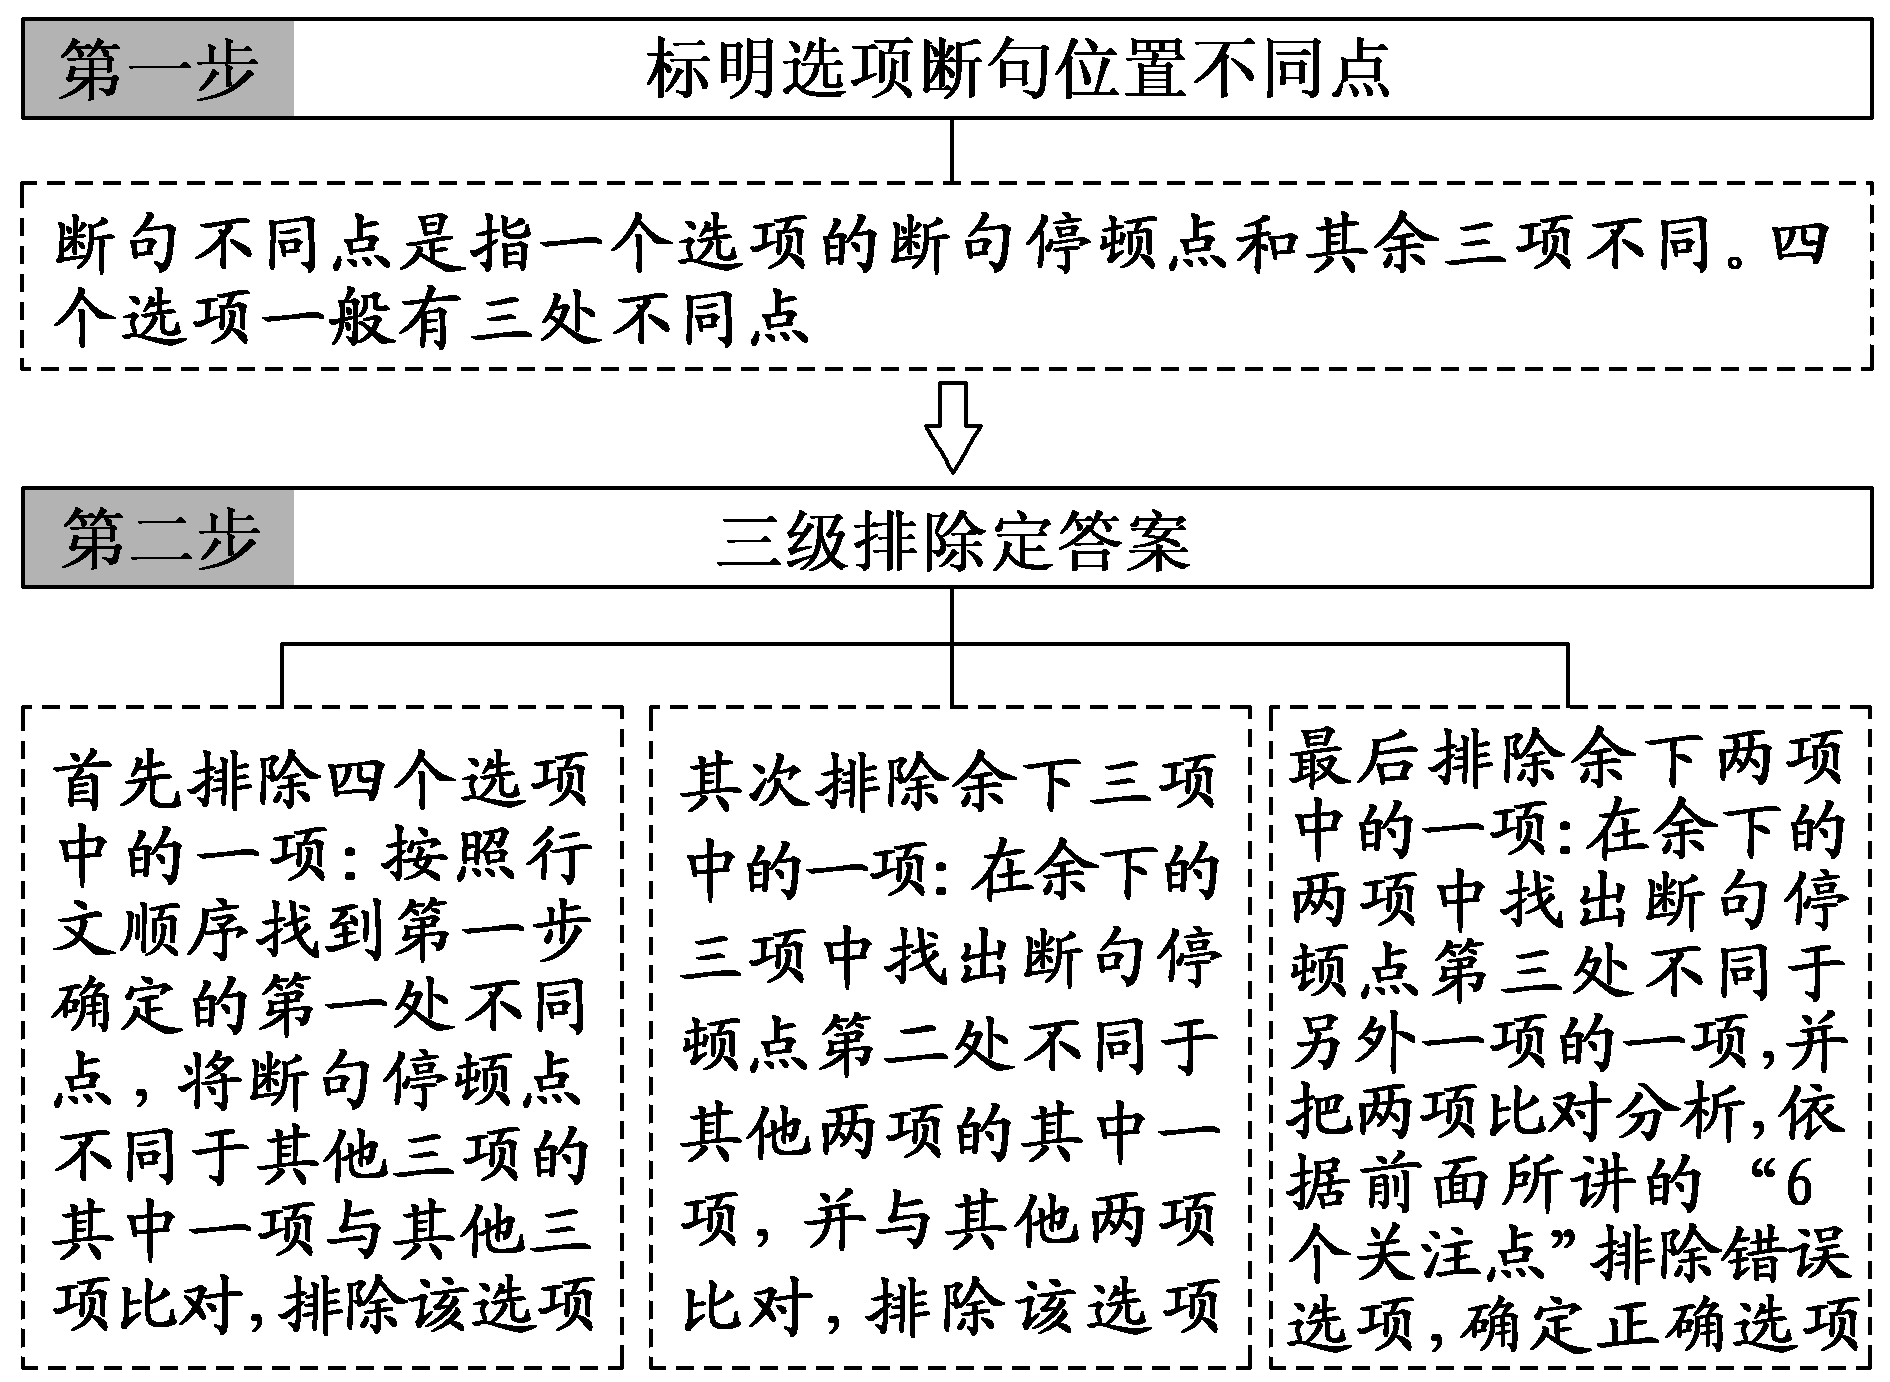 第一步 标明选项断句位置不同点
断句不同点是指一个选项的断句停顿点和其余三项不同。四
个选项一般有三处不同点
第二步 三级排除定答案
首先排除四个选项
中的一项:按照行
文顺序找到第一步
确定的第一处不同
点,将断句停顿点
不同于其他三项的
其中一项与其他三
项比对,排除该选项
其次排除余下三项
中的一项:在余下的
三项中找出断句停
顿点第二处不同于
其他两项的其中一
项,并与其他两项
比对,排除该选项
最后排除余下两项
中的一项:在余下的
两项中找出断句停
顿点第三处不同于
另外一项的一项,并
把两项比对分析,依
据前面所讲的“6
个关注点”排除错误
选项,确定正确选项